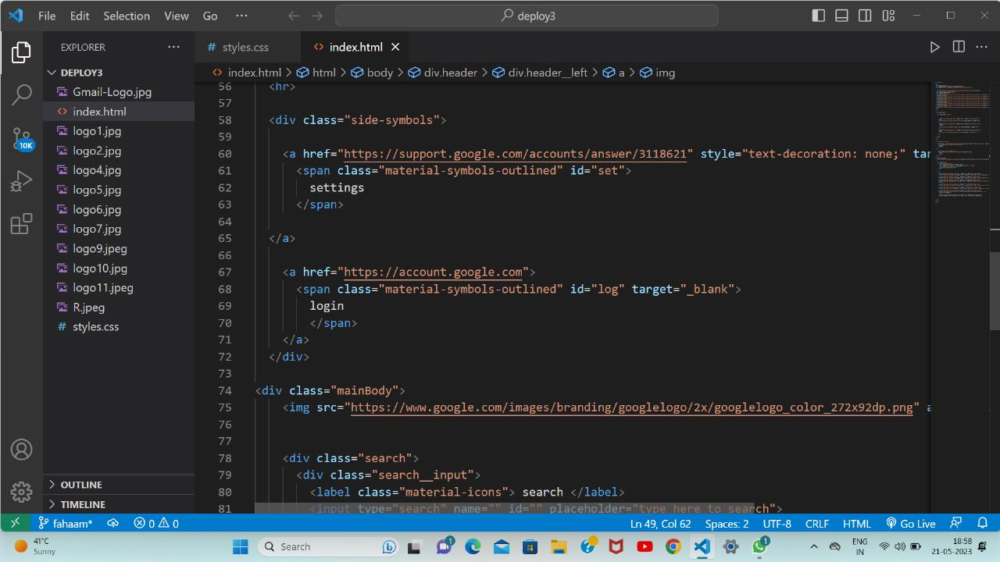 File Edit Selection View Go ··· deploy3
EXPLORER ···
DEPLOY3
Gmail-Logo.jpg
index.html
logo1.jpg
logo2.jpg
logo4.jpg
logo5.jpg
logo6.jpg
logo7.jpg
logo9.jpeg
logo10.jpg
logo11.jpeg
R.jpeg
# styles.css
10K
OUTLINE
TIMELINE
# styles.css <> index.html ×
<> index.html > html > body > div.header > div.header__left > a > img
56 <hr>
57
58 <div class="side-symbols">
59
60 <a href="https://support.google.com/accounts/answer/3118621" style="text-decoration: none;" tar
61 <span class="material-symbols-outlined" id="set">
62 settings
63 </span>
64
65 </a>
66
67 <a href="https://account.google.com">
68 <span class="material-symbols-outlined" id="log" target="_blank">
69 login
70 </span>
71 </a>
72 </div>
73
74 <div class="mainBody">
75 <img src="https://www.google.com/images/branding/googlelogo/2x/googlelogo_color_272x92dp.png" a
76
77
78 <div class="search">
79 <div class="search__input">
80 <label class="material-icons"> search </label>
81 <input type="search" name="" id="" placeholder="type here to search">
fahaam* 0 0 Ln 49, Col 62 Spaces: 2 UTF-8 CRLF HTML Go Live
41°C
Sunny
Search
1
1
ENG
IN
18:58
21-05-2023